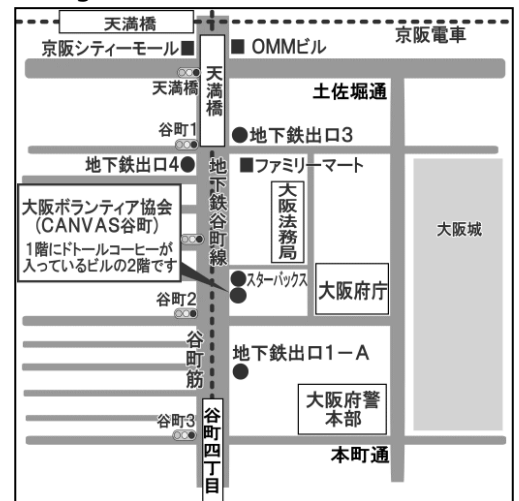 天満橋
京阪電車
京阪シティーモール■
■ OMMビル
天満橋
天満橋
土佐堀通
谷町1
●地下鉄出口3
地下鉄出口4●
■ファミリーマート
地下鉄谷町線
大阪法務局
大阪城
大阪ボランティア協会
(CANVAS谷町)
1階にドトールコーヒーが
入っているビルの2階です
●スターバックス
大阪府庁
谷町2
谷町筋
地下鉄出口1-A
大阪府警
本部
谷町3
谷町四丁目
本町通